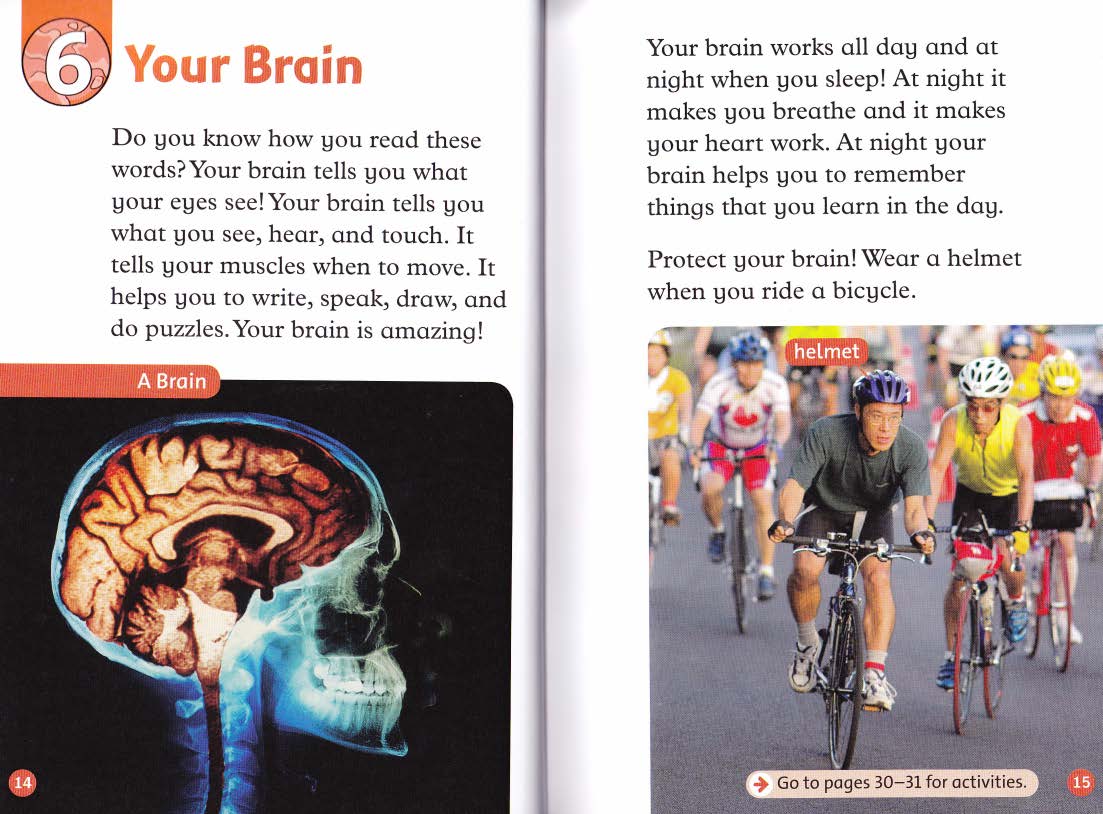 6
Your Brain
Do you know how you read these
words? Your brain tells you what
your eyes see! Your brain tells you
what you see, hear, and touch. It
tells your muscles when to move. It
helps you to write, speak, draw, and
do puzzles. Your brain is amazing!
A Brain
14
Your brain works all day and at
night when you sleep! At night it
makes you breathe and it makes
your heart work. At night your
brain helps you to remember
things that you learn in the day.
Protect your brain! Wear a helmet
when you ride a bicycle.
helmet
Go to pages 30–31 for activities.
15